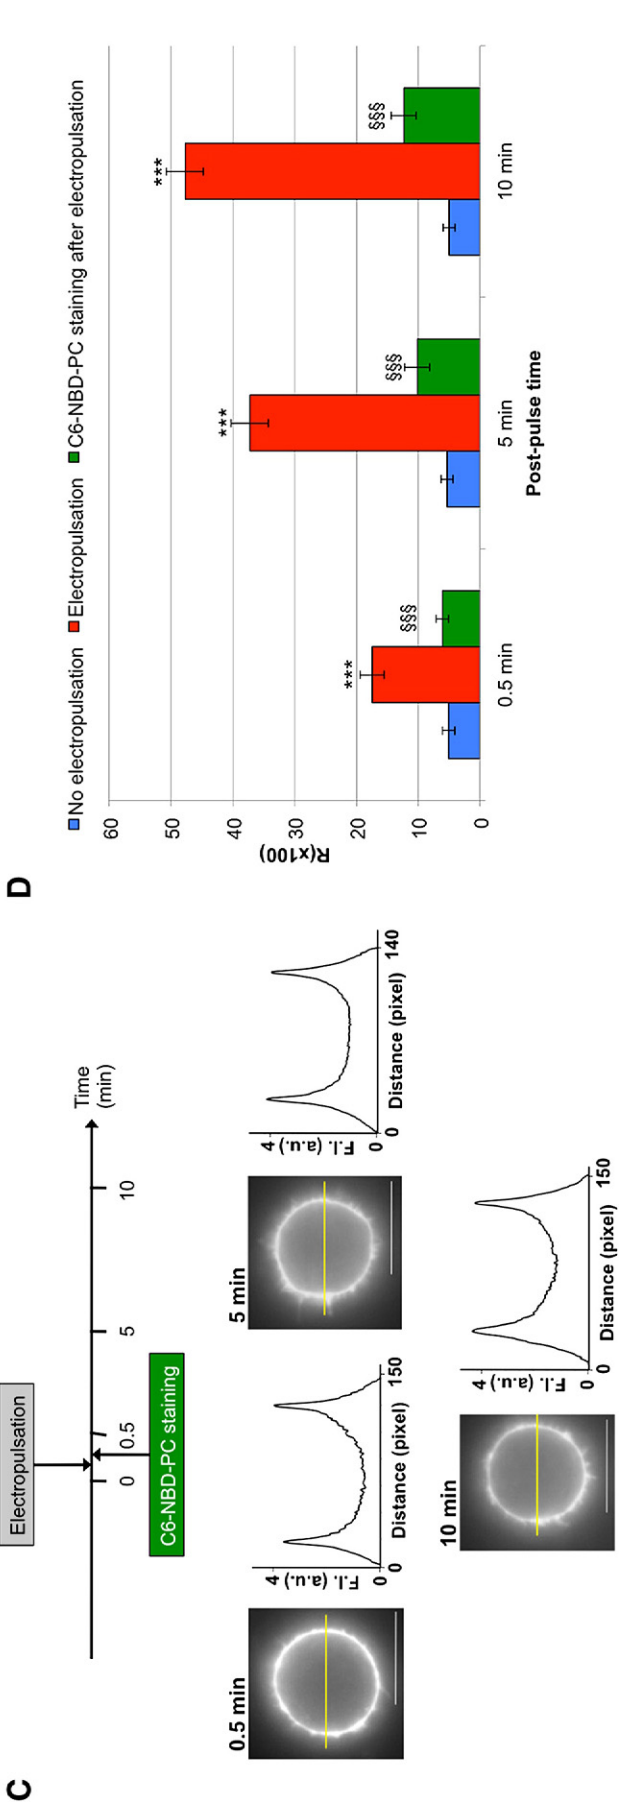 C
Electropulsation
0 0.5 5 10
Time
(min)
C6-NBD-PC staining
0.5 min
F.I. (a.u.)
4
0
0 150
Distance (pixel)
5 min
F.I. (a.u.)
4
0
0 140
Distance (pixel)
10 min
F.I. (a.u.)
4
0
0 150
Distance (pixel)
D
No electropulsation Electropulsation C6-NBD-PC staining after electropulsation
R(x100)
60
50
40
30
20
10
0
*** §§§
*** §§§
*** §§§
0.5 min 5 min 10 min
Post-pulse time